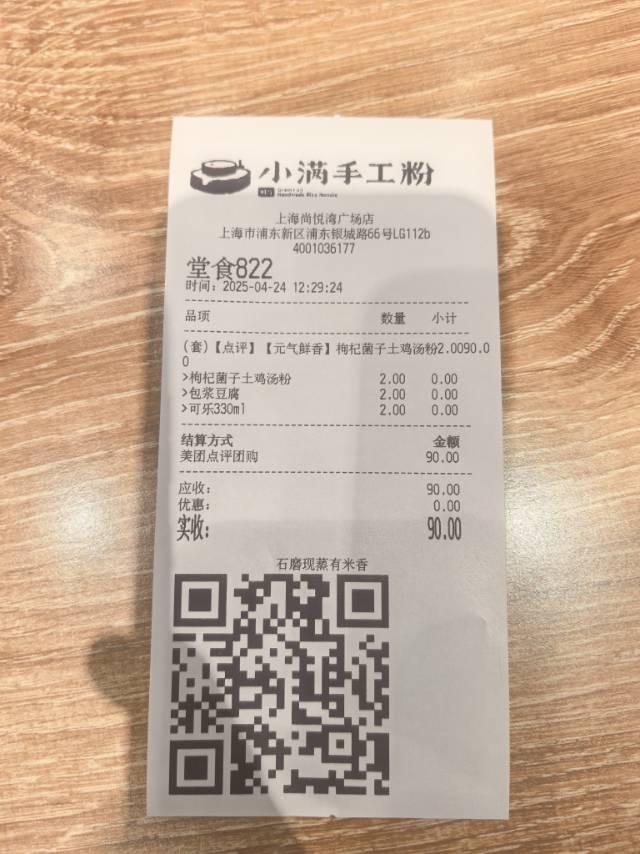 小满手工粉
Handmade Rice Noodle
上海尚悦湾广场店
上海市浦东新区浦东银城路66号LG112b
4001036177
堂食822
时间：2025-04-24 12:29:24
品项 数量 小计
(套)【点评】【元气鲜香】枸杞菌子土鸡汤粉2.0090.0
0
>枸杞菌子土鸡汤粉 2.00 0.00
>包浆豆腐 2.00 0.00
>可乐330ml 2.00 0.00
结算方式 金额
美团点评团购 90.00
应收： 90.00
优惠： 0.00
实收： 90.00
石磨现蒸有米香